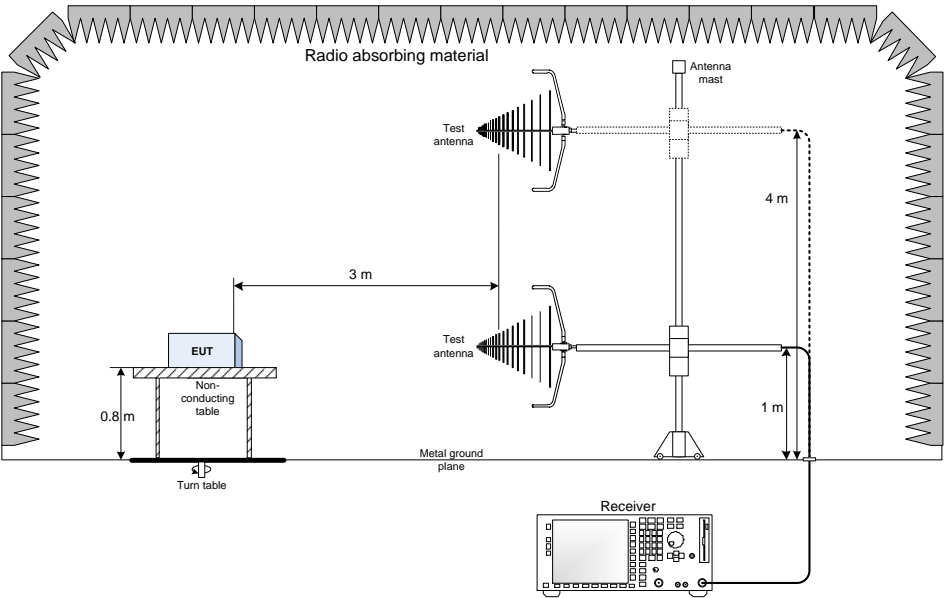 Radio absorbing material
Antenna
mast
Test
antenna
4 m
3 m
Test
antenna
EUT
Non-
conducting
table
0.8 m
1 m
Metal ground
plane
Turn table
Receiver